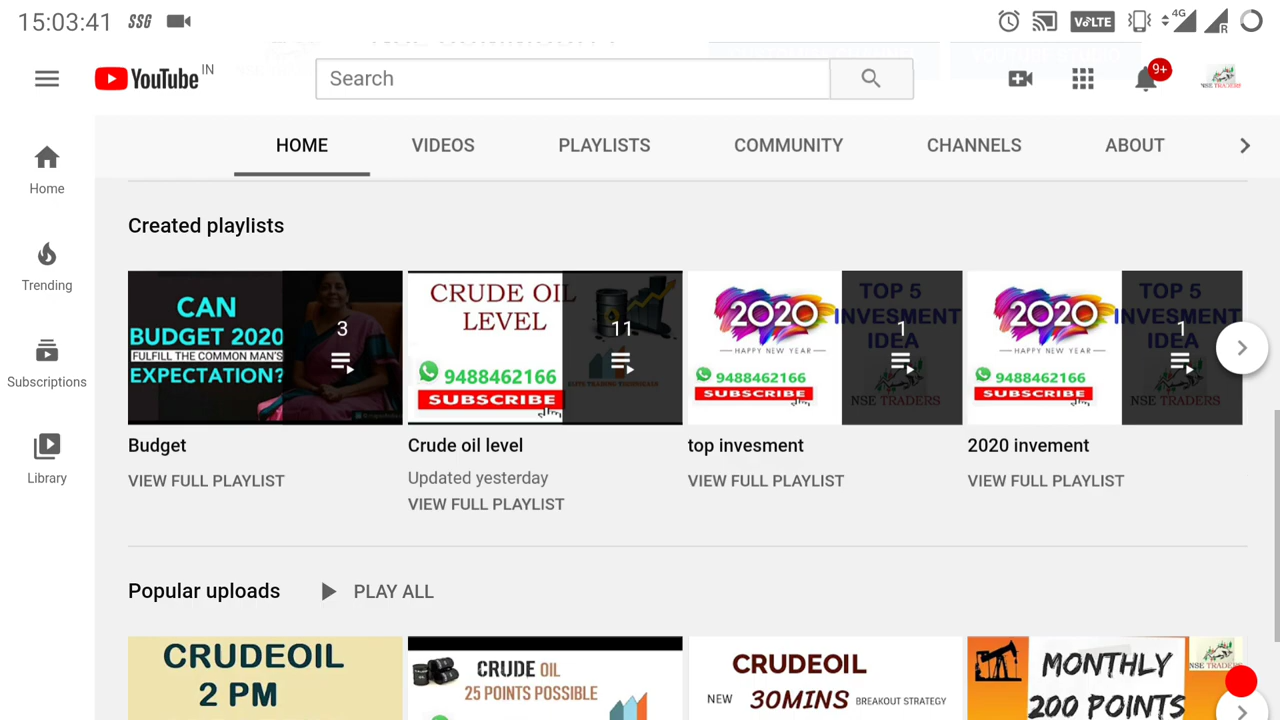 15:03:41 SSG VoLTE 4G R
YouTube IN
Search
9+
NSE TRADERS
HOME VIDEOS PLAYLISTS COMMUNITY CHANNELS ABOUT
Home
Trending
Subscriptions
Library
Created playlists
CAN
BUDGET 2020
FULFILL THE COMMON MAN'S
EXPECTATION?
3
Budget
VIEW FULL PLAYLIST
CRUDE OIL
LEVEL
9488462166
SUBSCRIBE
11
Crude oil level
Updated yesterday
VIEW FULL PLAYLIST
2020
HAPPY NEW YEAR
9488462166
SUBSCRIBE
TOP 5
INVESMENT
IDEA
NSE TRADERS
1
top invesment
VIEW FULL PLAYLIST
2020
HAPPY NEW YEAR
9488462166
SUBSCRIBE
TOP 5
INVESMENT
IDEA
NSE TRADERS
1
2020 invement
VIEW FULL PLAYLIST
Popular uploads PLAY ALL
CRUDEOIL
2 PM
CRUDE OIL
25 POINTS POSSIBLE
CRUDEOIL
NEW 30MINS BREAKOUT STRATEGY
MONTHLY
200 POINTS
NSE TRADERS